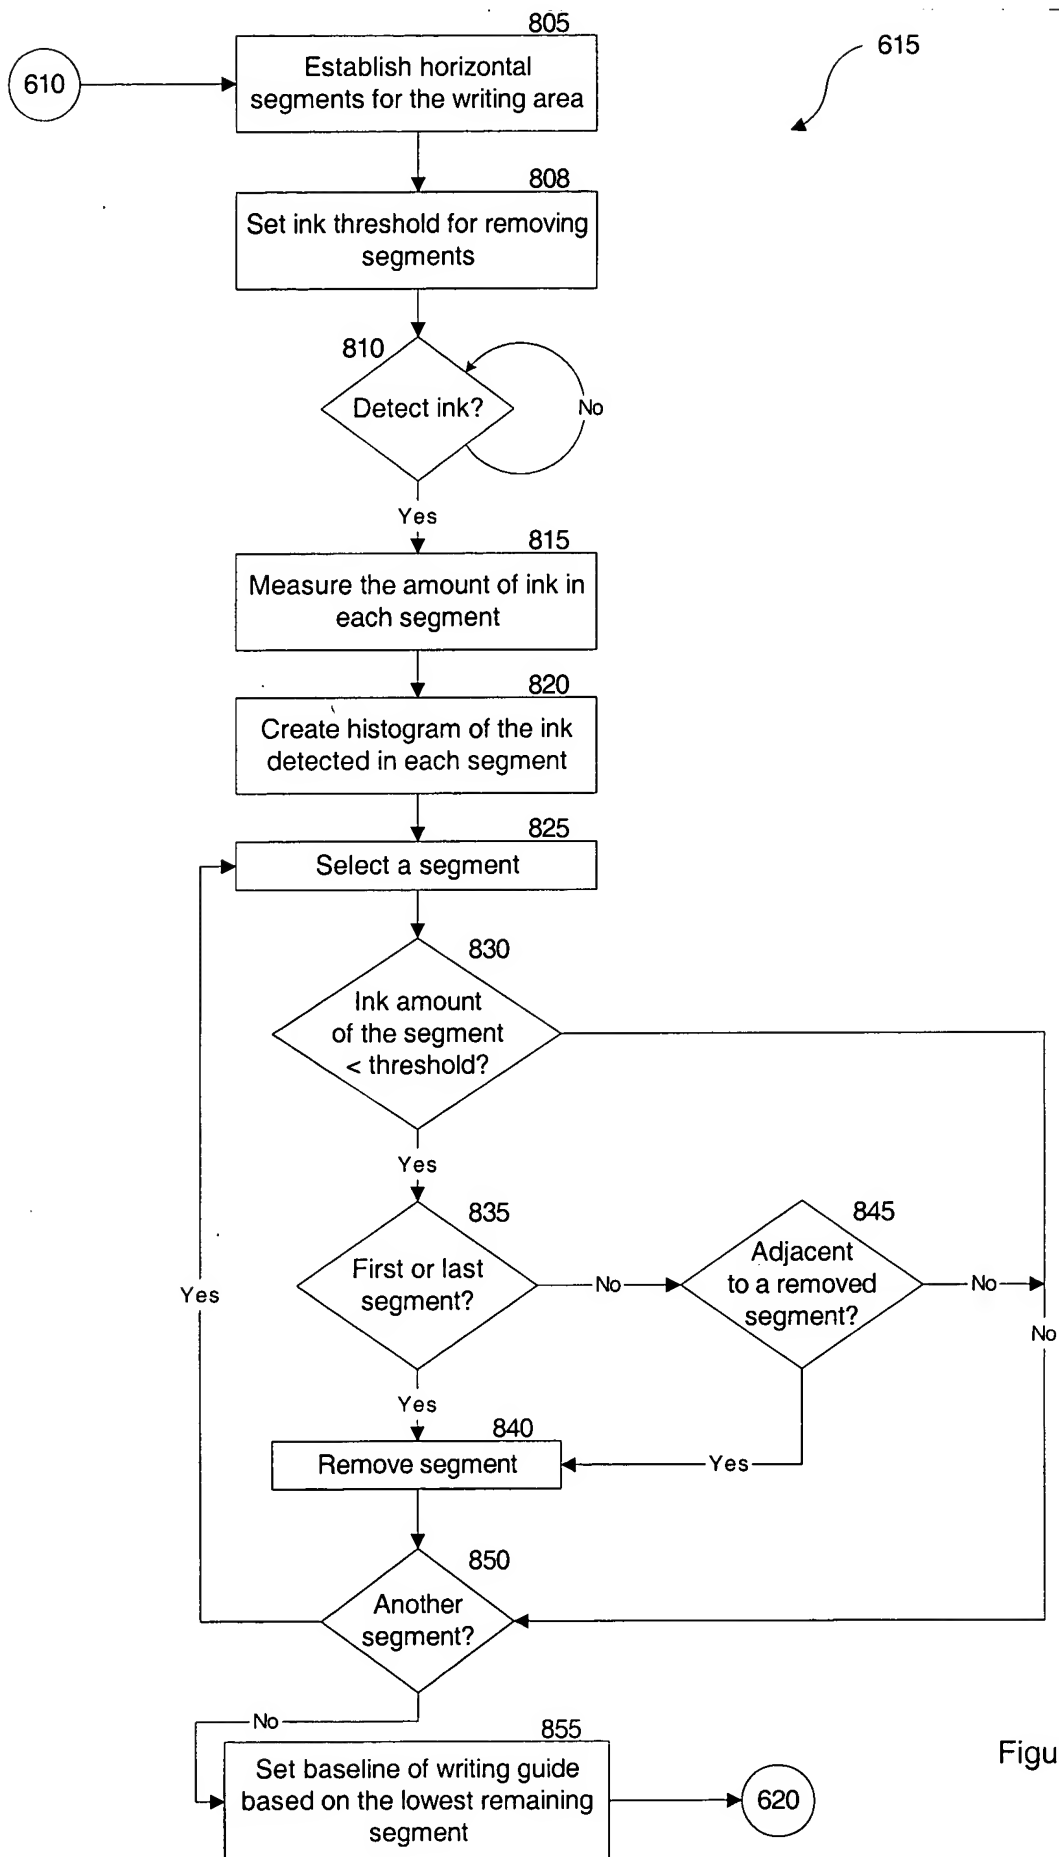 805
615
610
Establish horizontal
segments for the writing area
808
Set ink threshold for removing
segments
810
Detect ink?
No
Yes
815
Measure the amount of ink in
each segment
820
Create histogram of the ink
detected in each segment
825
Select a segment
830
Ink amount
of the segment
< threshold?
Yes
835
845
First or last
segment?
No
Adjacent
to a removed
segment?
No
Yes
No
Yes
840
Remove segment
Yes
850
Another
segment?
No
855
Set baseline of writing guide
based on the lowest remaining
segment
620
Figu